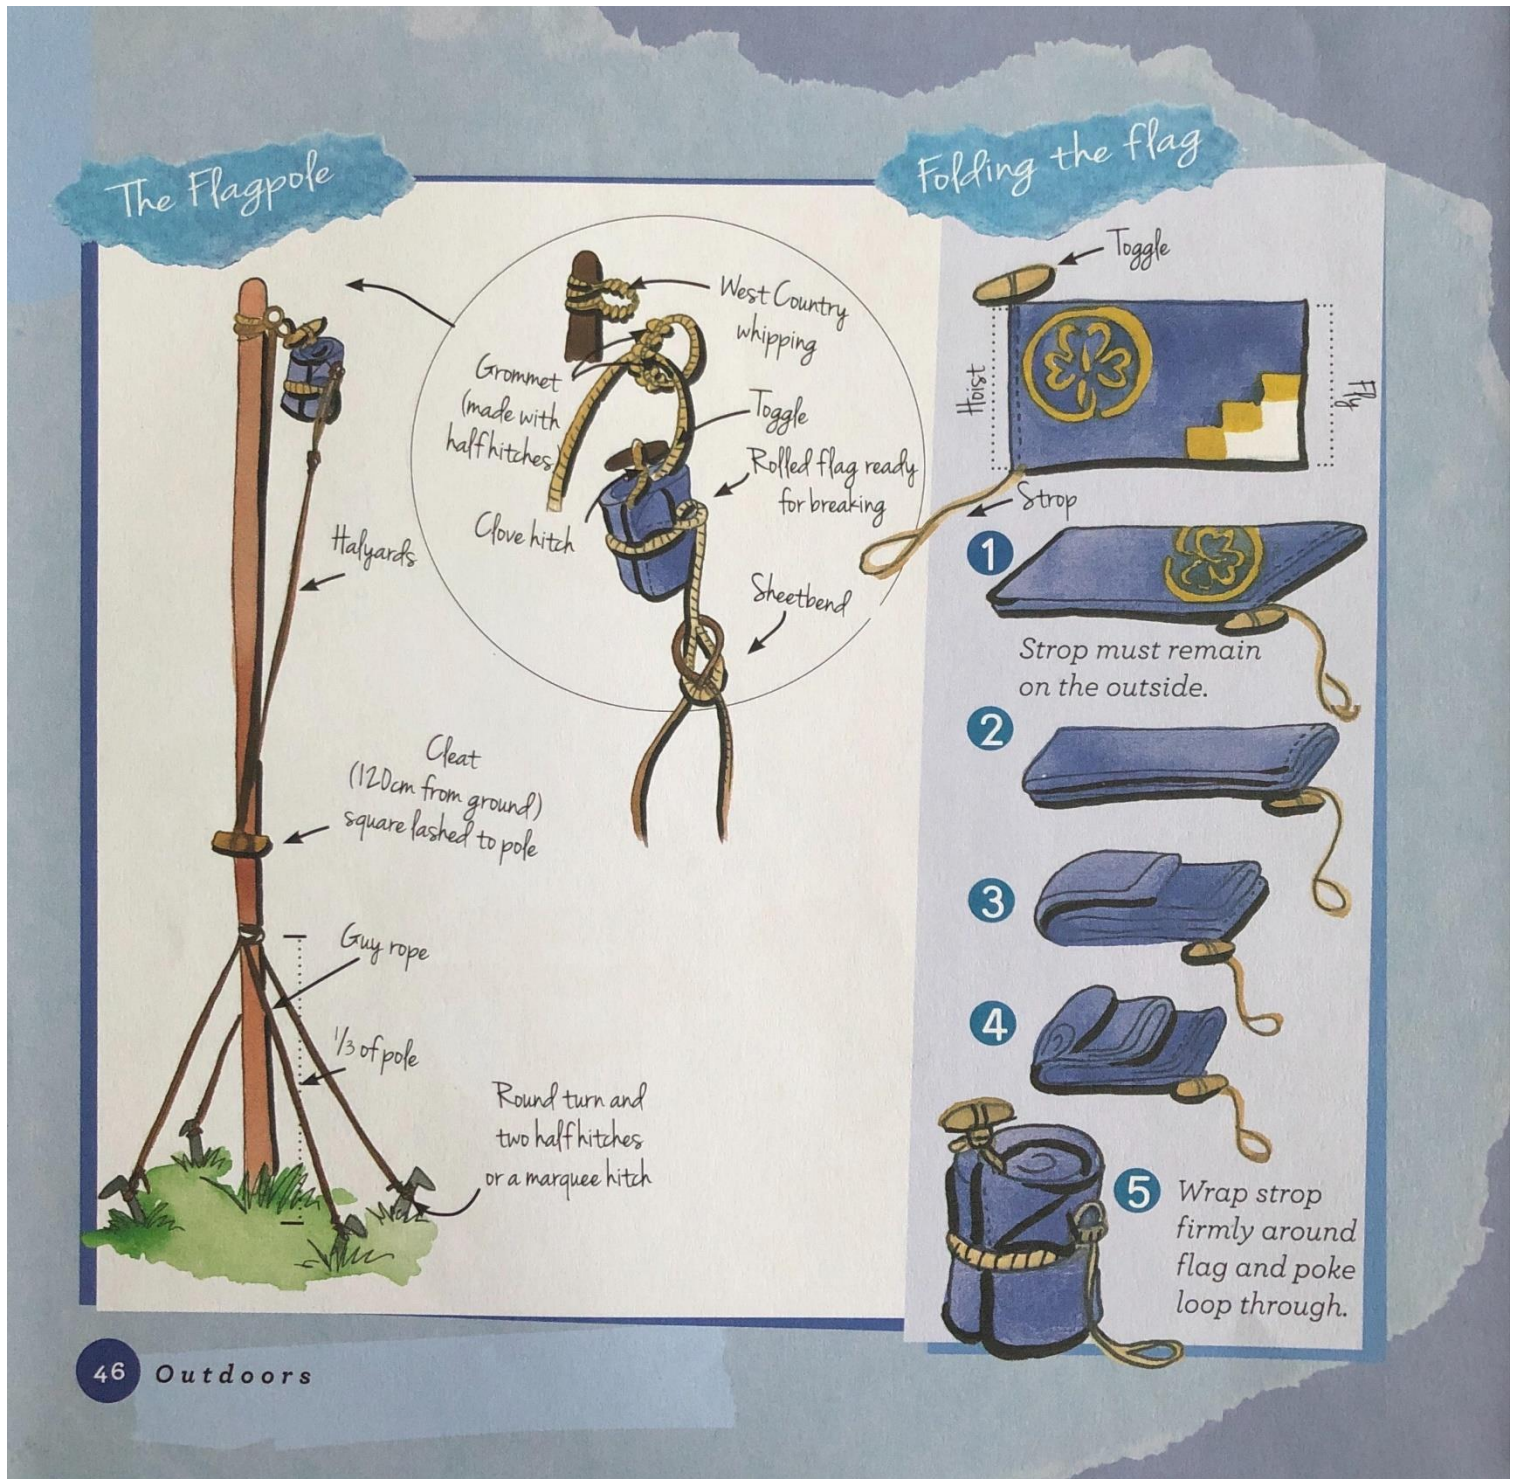 The Flagpole
West Country
whipping
Grommet
(made with
half hitches)
Toggle
Rolled flag ready
for breaking
Clove hitch
Sheetbend
Halyards
Cleat
(120cm from ground)
square lashed to pole
Guy rope
1/3 of pole
Round turn and
two half hitches
or a marquee hitch
Folding the flag
Toggle
Hoist
Fly
Strop
1
Strop must remain
on the outside.
2
3
4
5
Wrap strop
firmly around
flag and poke
loop through.
46 Outdoors